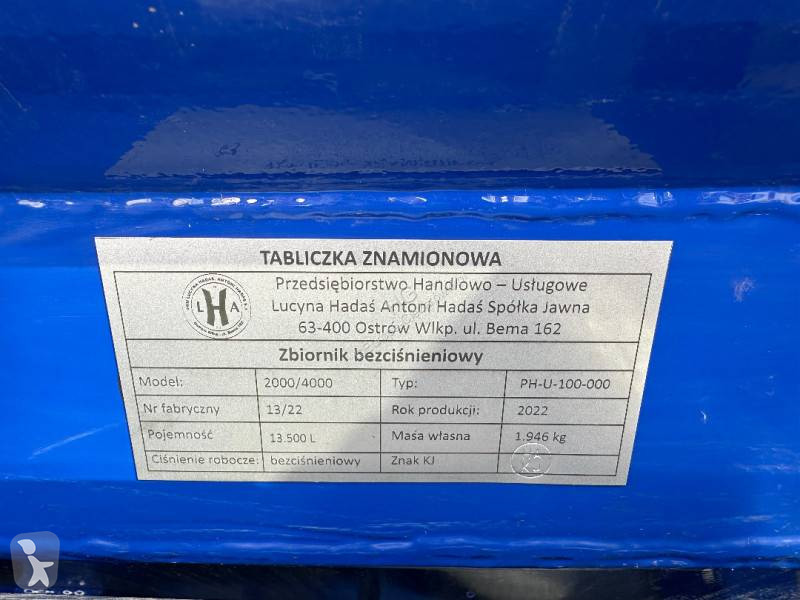 TABLICZKA ZNAMIONOWA
L H A
Przedsiębiorstwo Handlowo – Usługowe
Lucyna Hadaś Antoni Hadaś Spółka Jawna
63-400 Ostrów Wlkp. ul. Bema 162
Zbiornik bezciśnieniowy
Model: 2000/4000 Typ: PH-U-100-000
Nr fabryczny 13/22 Rok produkcji: 2022
Pojemność 13.500 L Masa własna 1.946 kg
Ciśnienie robocze: bezciśnieniowy Znak KJ